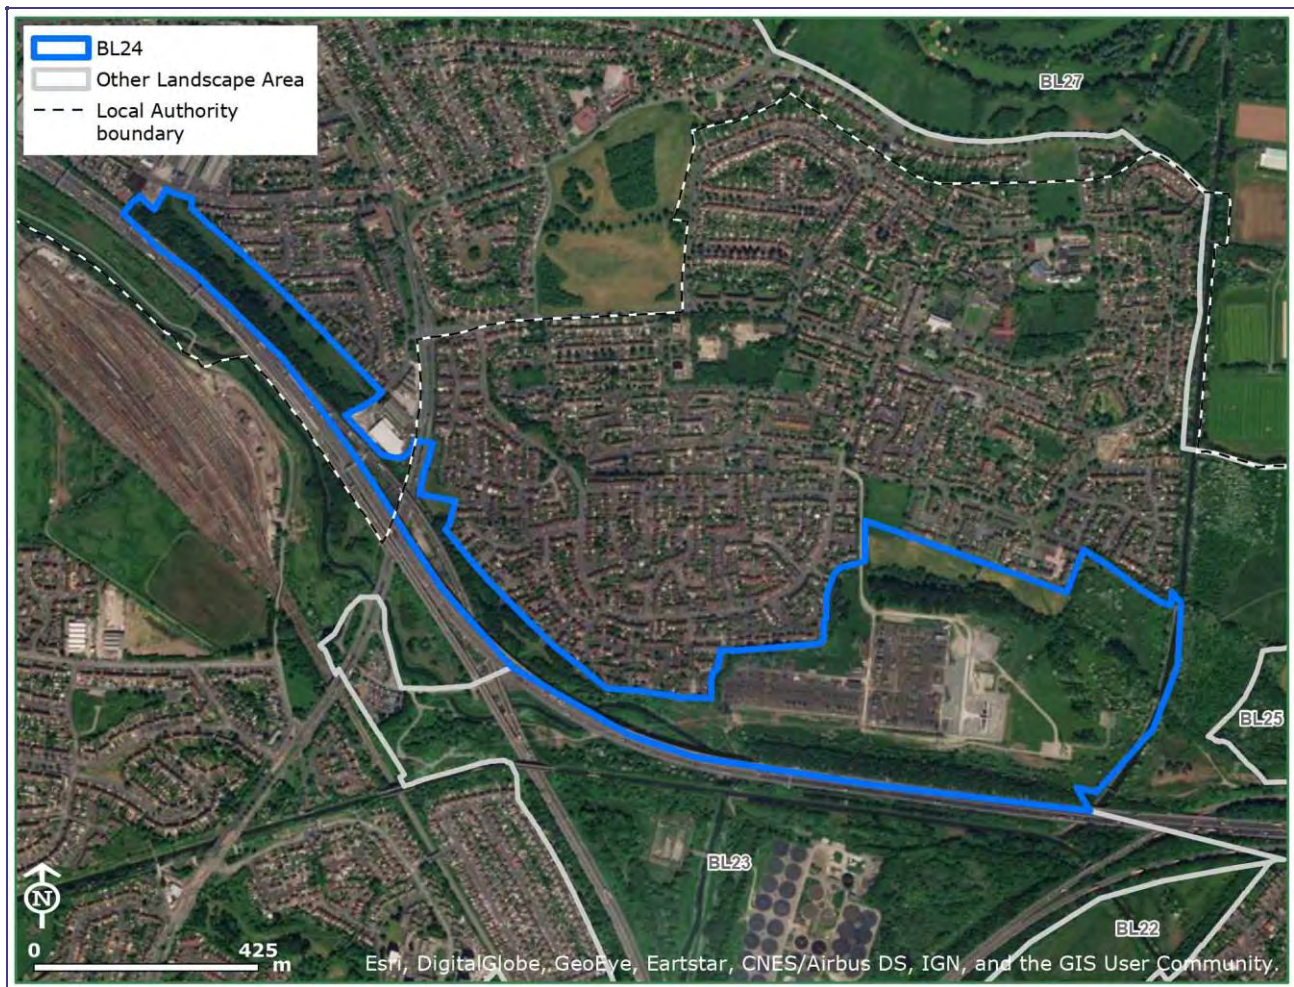 BL24
Other Landscape Area
Local Authority
boundary
BL27
BL25
BL23
BL22
N
0 425
m
Esri, DigitalGlobe, GeoEye, Eartstar, CNES/Airbus DS, IGN, and the GIS User Community.